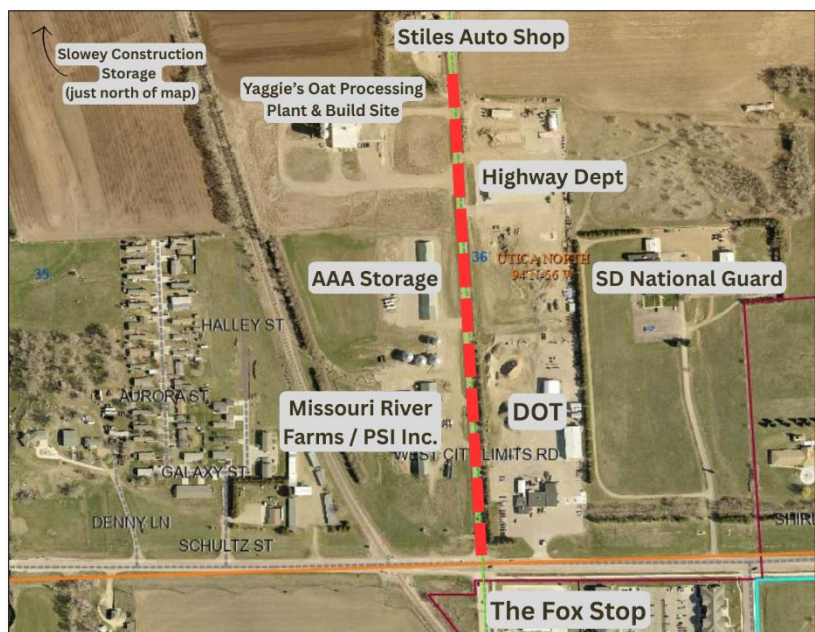 Stiles Auto Shop
Slowey Construction
Storage
(just north of map)
Yaggie's Oat Processing
Plant & Build Site
Highway Dept
36
UTICA NORTH
94 N-56 W
35
AAA Storage
SD National Guard
HALLEY ST
AURORA ST
Missouri River
Farms / PSI Inc.
DOT
WEST CITY LIMITS RD
GALAXY ST
DENNY LN
SCHULTZ ST
SHIRL
The Fox Stop